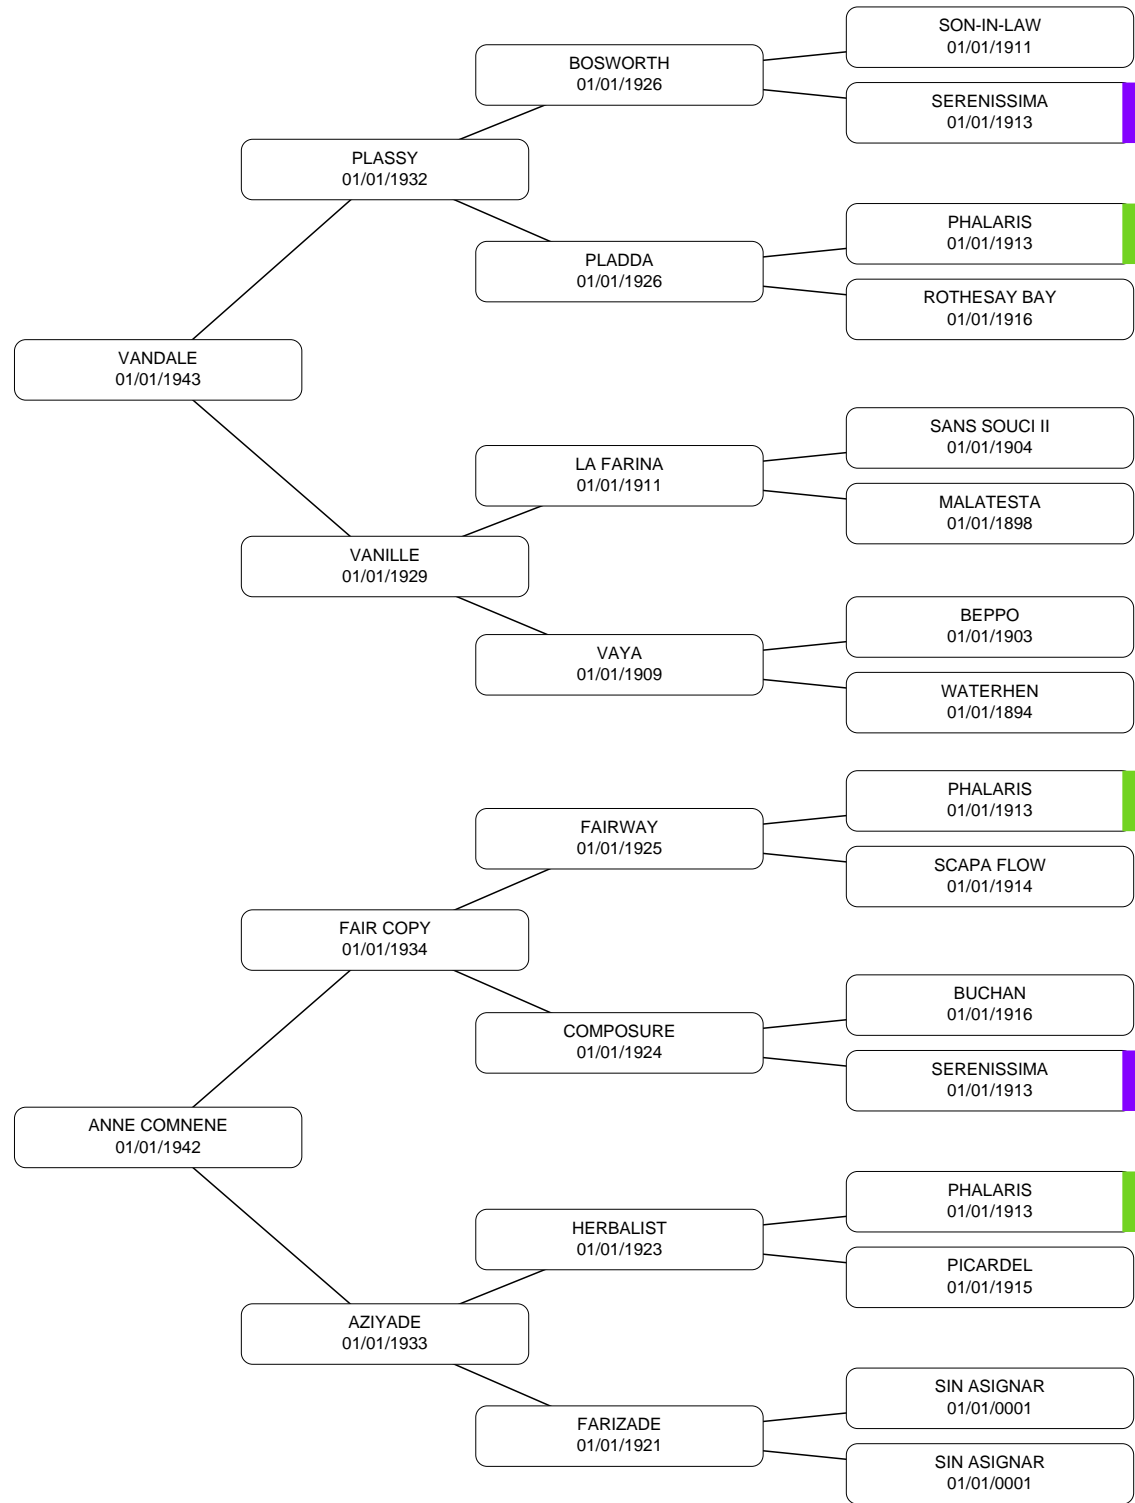 SON-IN-LAW
01/01/1911
BOSWORTH
01/01/1926
SERENISSIMA
01/01/1913
PLASSY
01/01/1932
PHALARIS
01/01/1913
PLADDA
01/01/1926
ROTHESAY BAY
01/01/1916
VANDALE
01/01/1943
SANS SOUCI II
01/01/1904
LA FARINA
01/01/1911
MALATESTA
01/01/1898
VANILLE
01/01/1929
BEPPO
01/01/1903
VAYA
01/01/1909
WATERHEN
01/01/1894
PHALARIS
01/01/1913
FAIRWAY
01/01/1925
SCAPA FLOW
01/01/1914
FAIR COPY
01/01/1934
BUCHAN
01/01/1916
COMPOSURE
01/01/1924
SERENISSIMA
01/01/1913
ANNE COMNENE
01/01/1942
PHALARIS
01/01/1913
HERBALIST
01/01/1923
PICARDEL
01/01/1915
AZIYADE
01/01/1933
SIN ASIGNAR
01/01/0001
FARIZADE
01/01/1921
SIN ASIGNAR
01/01/0001